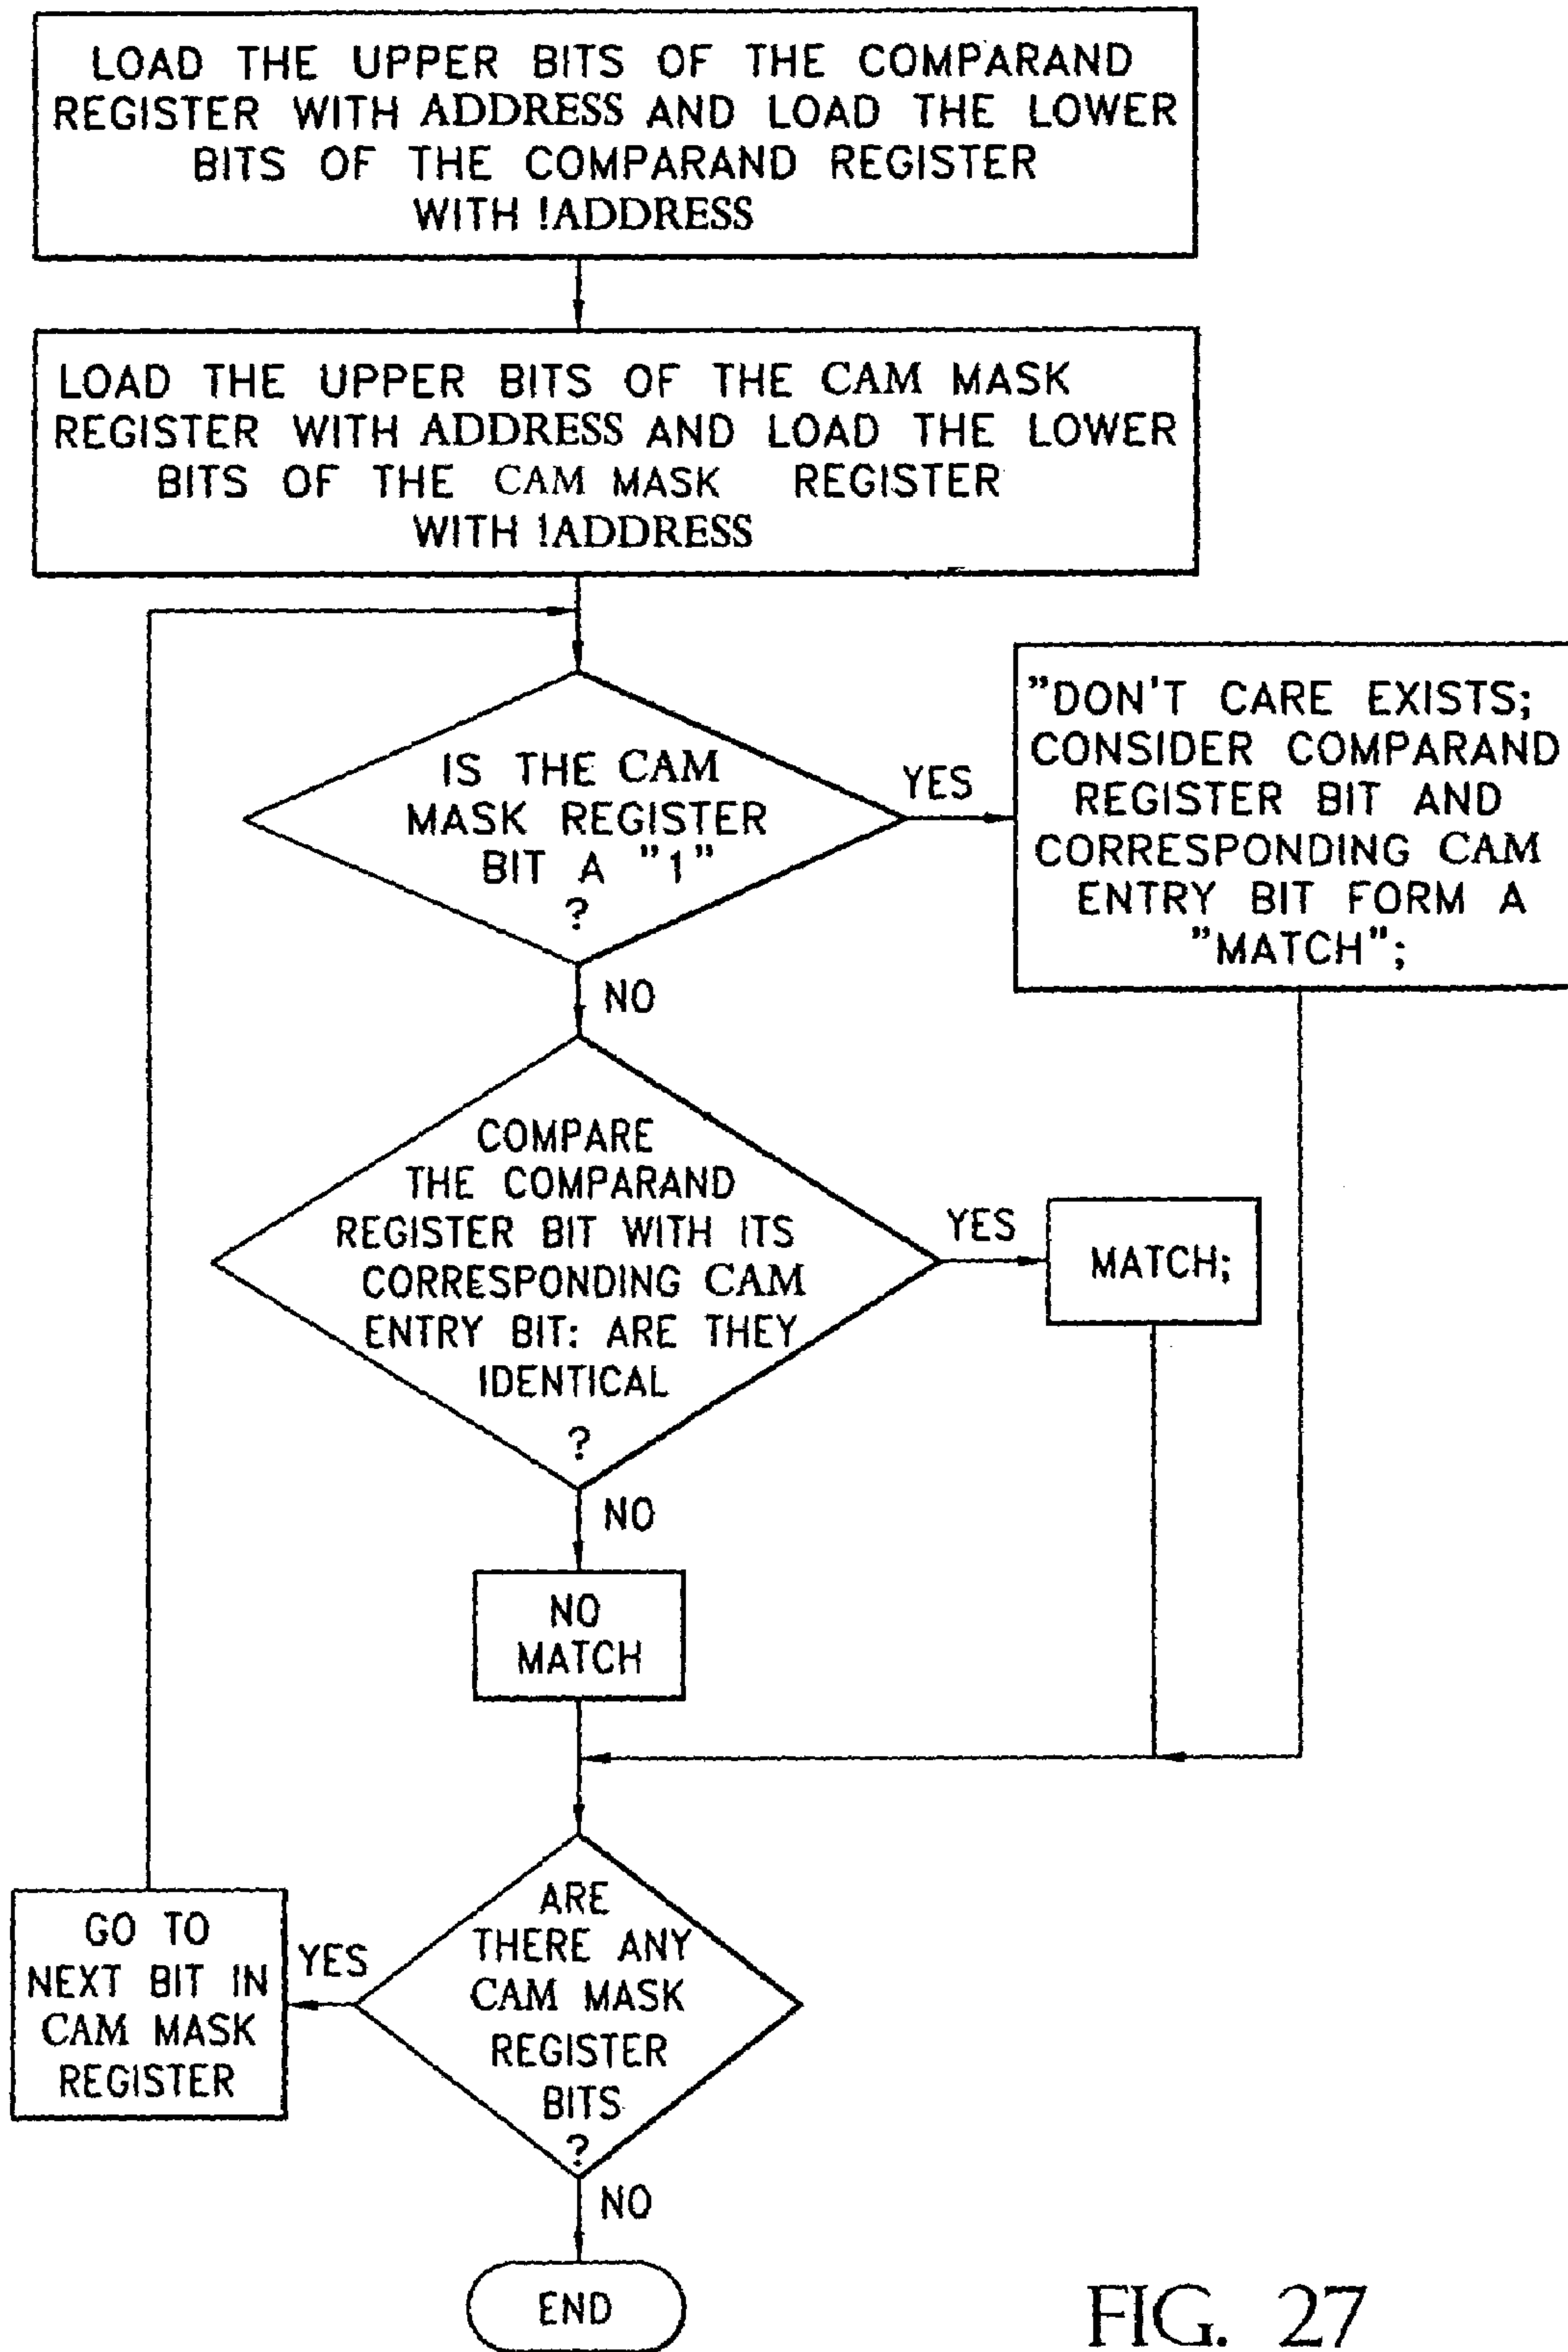 LOAD THE UPPER BITS OF THE COMPARAND
REGISTER WITH ADDRESS AND LOAD THE LOWER
BITS OF THE COMPARAND REGISTER
WITH !ADDRESS
LOAD THE UPPER BITS OF THE CAM MASK
REGISTER WITH ADDRESS AND LOAD THE LOWER
BITS OF THE CAM MASK REGISTER
WITH !ADDRESS
IS THE CAM
MASK REGISTER
BIT A "1"
?
YES
"DON'T CARE EXISTS;
CONSIDER COMPARAND
REGISTER BIT AND
CORRESPONDING CAM
ENTRY BIT FORM A
"MATCH";
NO
COMPARE
THE COMPARAND
REGISTER BIT WITH ITS
CORRESPONDING CAM
ENTRY BIT: ARE THEY
IDENTICAL
?
YES
MATCH;
NO
NO
MATCH
ARE
THERE ANY
CAM MASK
REGISTER
BITS
?
YES
GO TO
NEXT BIT IN
CAM MASK
REGISTER
NO
END
FIG. 27